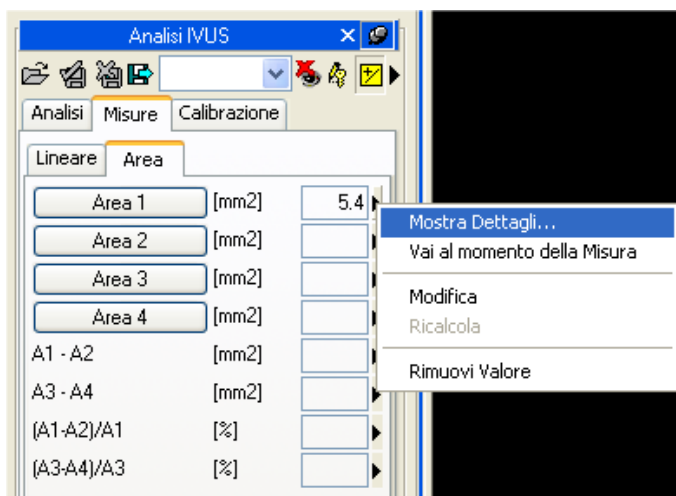 Analisi IVUS
Analisi Misure Calibrazione
Lineare Area
Area 1 [mm2] 5.4
Mostra Dettagli...
Area 2 [mm2]
Vai al momento della Misura
Area 3 [mm2]
Modifica
Area 4 [mm2]
Ricalcola
A1 - A2 [mm2]
Rimuovi Valore
A3 - A4 [mm2]
(A1-A2)/A1 [%]
(A3-A4)/A3 [%]